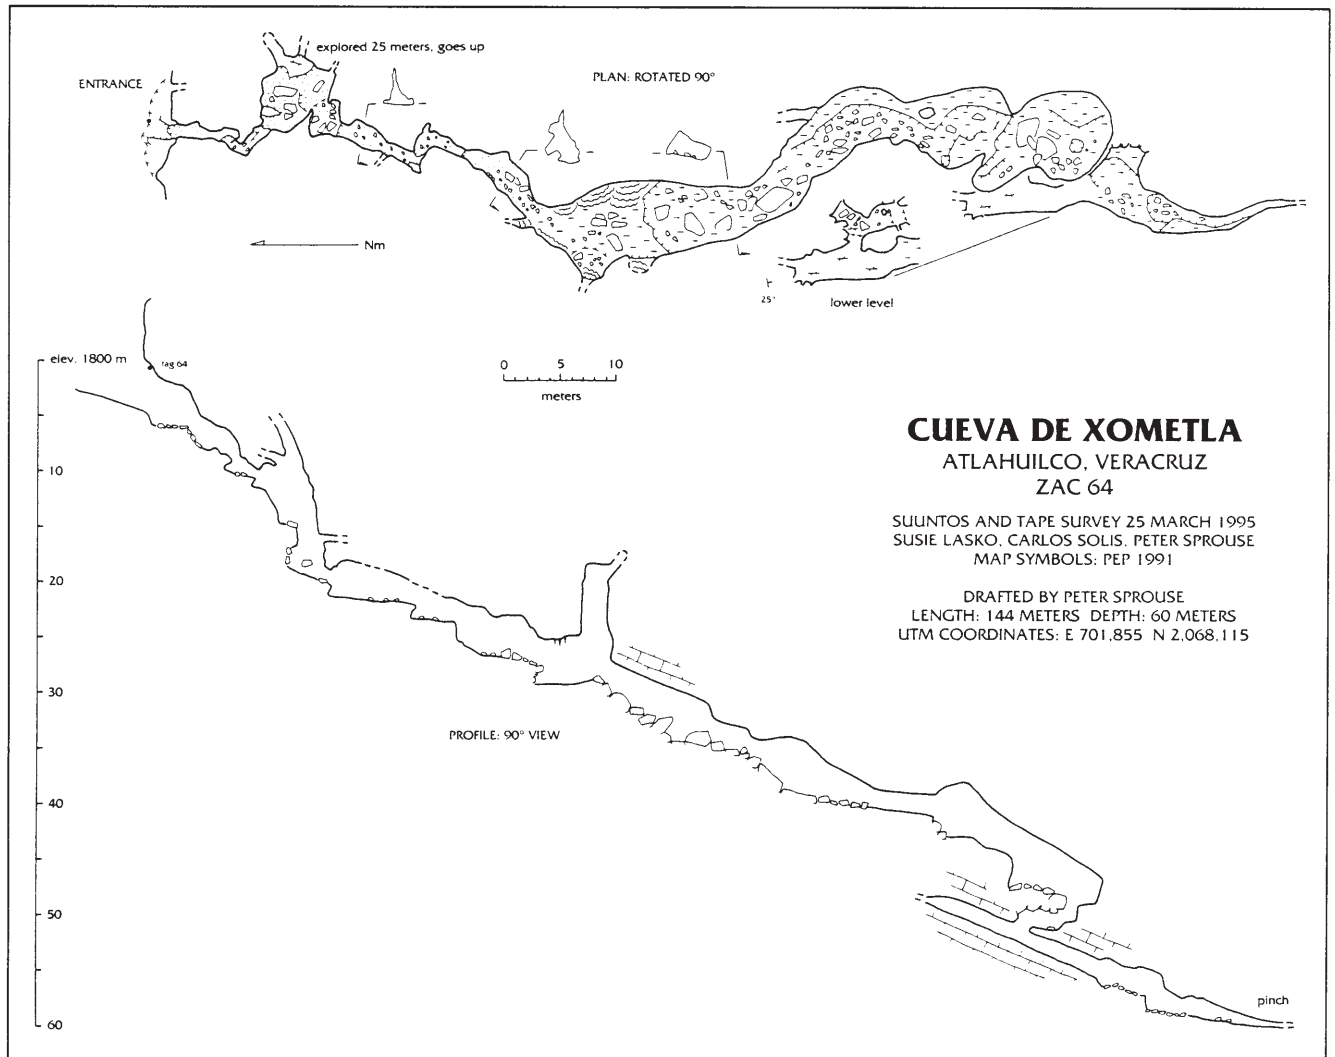 explored 25 meters, goes up
ENTRANCE
PLAN: ROTATED 90°
Nm
25°
lower level
elev. 1800 m
tag 64
0 5 10
meters
10
20
30
40
50
60
CUEVA DE XOMETLA
ATLAHUILCO, VERACRUZ
ZAC 64
SUUNTOS AND TAPE SURVEY 25 MARCH 1995
SUSIE LASKO, CARLOS SOLIS, PETER SPROUSE
MAP SYMBOLS: PEP 1991
DRAFTED BY PETER SPROUSE
LENGTH: 144 METERS DEPTH: 60 METERS
UTM COORDINATES: E 701,855 N 2,068,115
PROFILE: 90° VIEW
pinch